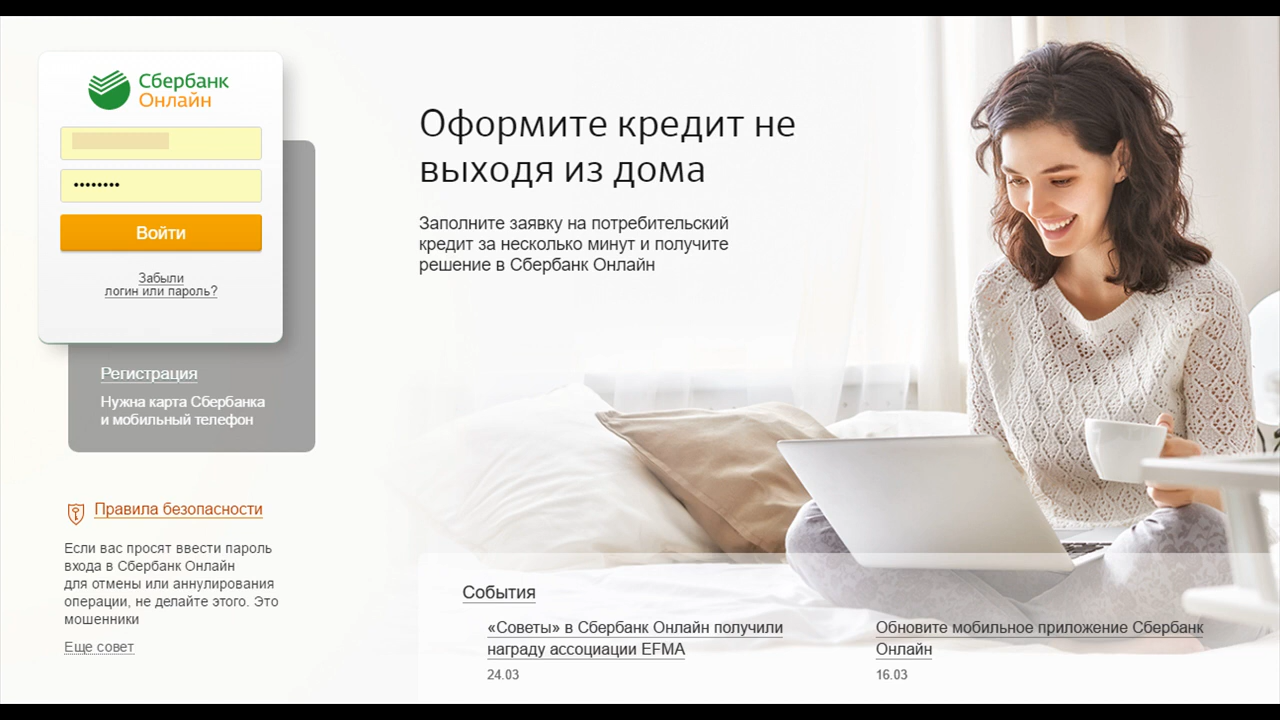 Сбербанк
Онлайн
••••••••
Войти
Забыли
логин или пароль?
Регистрация
Нужна карта Сбербанка
и мобильный телефон
Правила безопасности
Если вас просят ввести пароль
входа в Сбербанк Онлайн
для отмены или аннулирования
операции, не делайте этого. Это
мошенники
Еще совет
Оформите кредит не
выходя из дома
Заполните заявку на потребительский
кредит за несколько минут и получите
решение в Сбербанк Онлайн
События
«Советы» в Сбербанк Онлайн получили
награду ассоциации EFMA
24.03
Обновите мобильное приложение Сбербанк
Онлайн
16.03